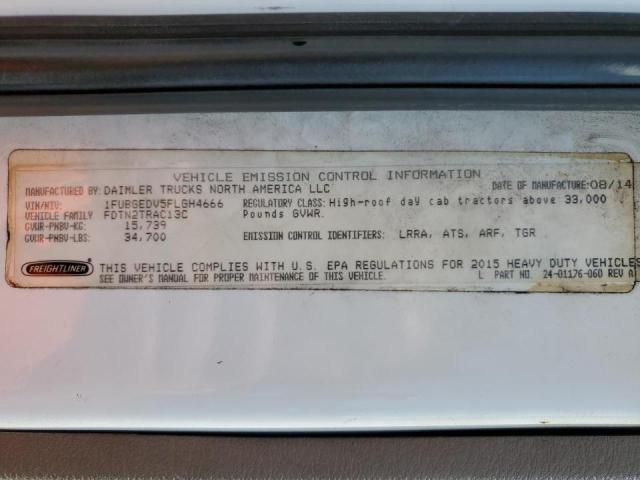 VEHICLE EMISSION CONTROL INFORMATION
MANUFACTURED BY: DAIMLER TRUCKS NORTH AMERICA LLC DATE OF MANUFACTURE: 08/14
VIN/NIV: 1FUBGEDV5FLGH4666 REGULATORY CLASS: High-roof day cab tractors above 33,000
VEHICLE FAMILY FDTN2TRAC13C Pounds GVWR.
GVWR-PNBV-KG: 15,739
GVWR-PNBV-LBS: 34,700 EMISSION CONTROL IDENTIFIERS: LRRA, ATS, ARF, TGR
FREIGHTLINER THIS VEHICLE COMPLIES WITH U.S. EPA REGULATIONS FOR 2015 HEAVY DUTY VEHICLES
SEE OWNER'S MANUAL FOR PROPER MAINTENANCE OF THIS VEHICLE. L PART NO. 24-01176-060 REV A